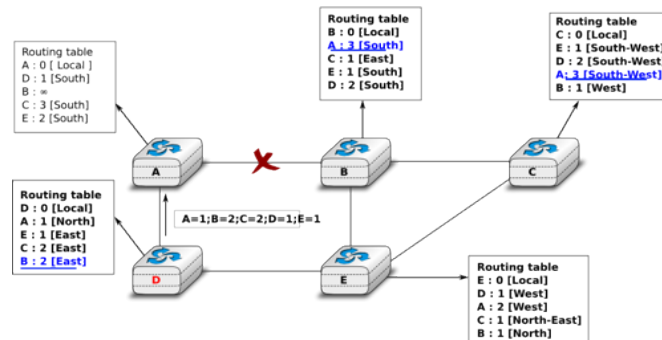 Routing table
A : 0 [ Local ]
D : 1 [South]
B : ∞
C : 3 [South]
E : 2 [South]
Routing table
B : 0 [Local]
A : 3 [South]
C : 1 [East]
E : 1 [South]
D : 2 [South]
Routing table
C : 0 [Local]
E : 1 [South-West]
D : 2 [South-West]
A: 3 [South-West]
B : 1 [West]
A
B
C
Routing table
D : 0 [Local]
A : 1 [North]
E : 1 [East]
C : 2 [East]
B : 2 [East]
A=1;B=2;C=2;D=1;E=1
D
E
Routing table
E : 0 [Local]
D : 1 [West]
A : 2 [West]
C : 1 [North-East]
B : 1 [North]